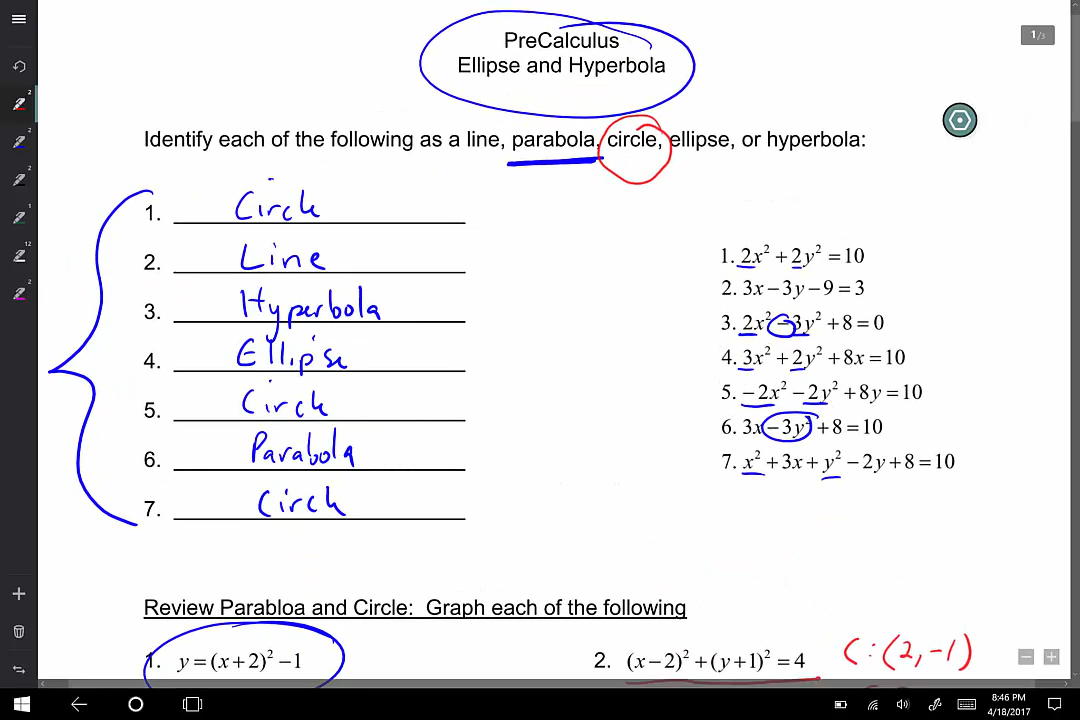 PreCalculus
Ellipse and Hyperbola
1/3
Identify each of the following as a line, parabola, circle, ellipse, or hyperbola:
1. Circle
2. Line
3. Hyperbola
4. Ellipse
5. Circle
6. Parabola
7. Circle
1. 2x² + 2y² = 10
2. 3x − 3y − 9 = 3
3. 2x² − 3y² + 8 = 0
4. 3x² + 2y² + 8x = 10
5. −2x² − 2y² + 8y = 10
6. 3x − 3y² + 8 = 10
7. x² + 3x + y² − 2y + 8 = 10
Review Parabloa and Circle: Graph each of the following
1. y = (x + 2)² − 1
2. (x − 2)² + (y + 1)² = 4 C: (2, -1)
8:46 PM
4/18/2017